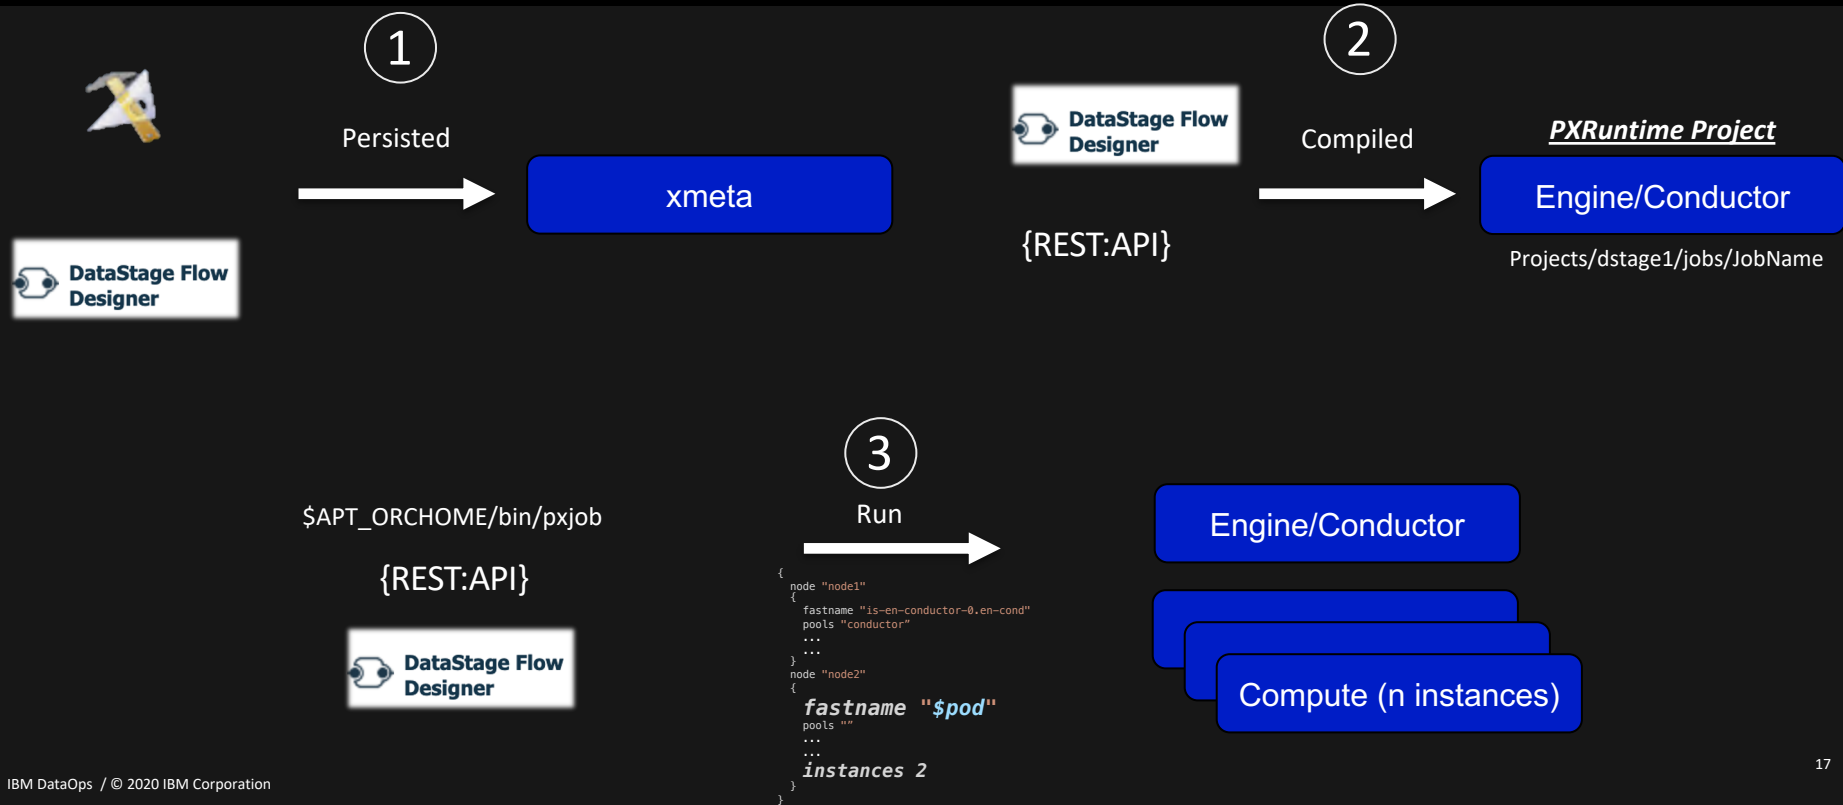 1
Persisted
xmeta
DataStage Flow
Designer
2
DataStage Flow
Designer
Compiled
PXRuntime Project
Engine/Conductor
{REST:API}
Projects/dstage1/jobs/JobName
3
Run
$APT_ORCHOME/bin/pxjob
{REST:API}
DataStage Flow
Designer
{
node "node1"
{
fastname "is-en-conductor-0.en-cond"
pools "conductor”
...
...
}
node "node2"
{
fastname "$pod"
pools "”
...
...
instances 2
}
}
Engine/Conductor
Compute (n instances)
IBM DataOps / © 2020 IBM Corporation
17